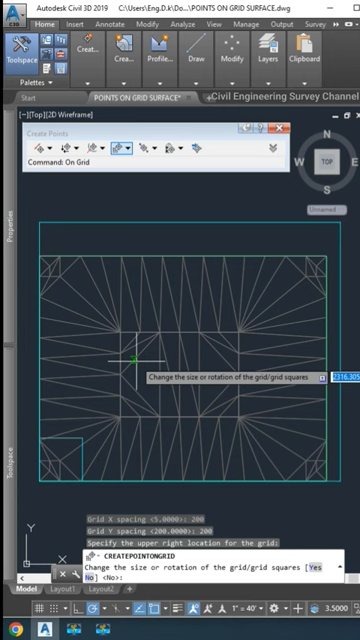 Autodesk Civil 3D 2019 C:\Users\Eng.D.k\Do...\POINTS ON GRID SURFACE.dwg
C3D
Home Insert Annotate Modify Analyze View Manage Output Survey
Toolspace
Creat...
Crea...
Profile...
Draw
Modify
Layers
Clipboard
Palettes
Start
POINTS ON GRID SURFACE*
@Civil Engineering Survey Channel
[−][Top][2D Wireframe]
Create Points
Command: On Grid
N
W
TOP
E
S
Unnamed
Properties
Change the size or rotation of the grid/grid squares
2316.305
Toolspace
Grid X spacing <5.0000>: 200
Grid Y spacing <200.0000>: 200
Specify the upper right location for the grid:
Y
X
CREATEPOINTONGRID
Change the size or rotation of the grid/grid squares [Yes
No] <No>:
Model
Layout1
Layout2
1" = 40'
3.5000